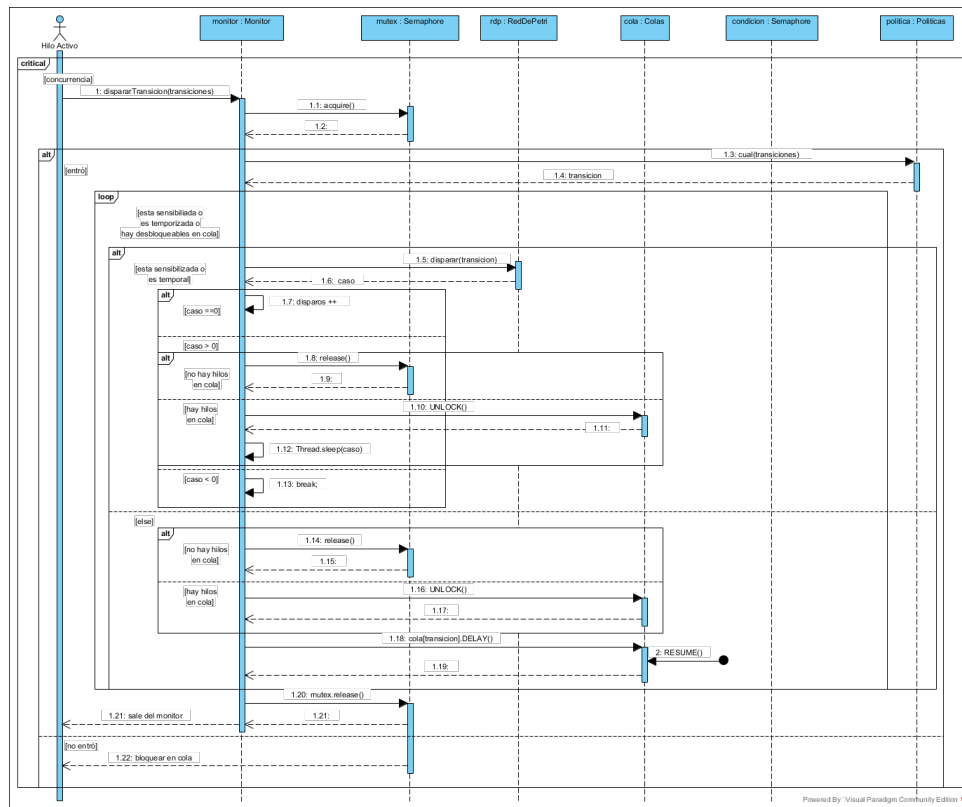 monitor : Monitor
mutex : Semaphore
rdp : RedDePetri
cola : Colas
condicion : Semaphore
politica : Politicas
Hilo Activo
critical
[concurrencia]
1: dispararTransicion(transiciones)
1.1: acquire()
1.2:
alt
[entró]
1.3: cual(transiciones)
1.4: transicion
loop
[esta sensibiliada o
es temporizada o
hay desbloqueables en cola]
alt
[esta sensibilizada o
es temporal]
1.5: disparar(transicion)
1.6: caso
alt
[caso ==0]
1.7: disparos ++
[caso > 0]
alt
[no hay hilos
en cola]
1.8: release()
1.9:
[hay hilos
en cola]
1.10: UNLOCK()
1.11:
1.12: Thread.sleep(caso)
[caso < 0]
1.13: break;
[else]
alt
[no hay hilos
en cola]
1.14: release()
1.15:
[hay hilos
en cola]
1.16: UNLOCK()
1.17:
1.18: cola[transicion].DELAY()
2: RESUME()
1.19:
1.20: mutex.release()
1.21: sale del monitor
1.21:
[no entró]
1.22: bloquear en cola
Powered By Visual Paradigm Community Edition